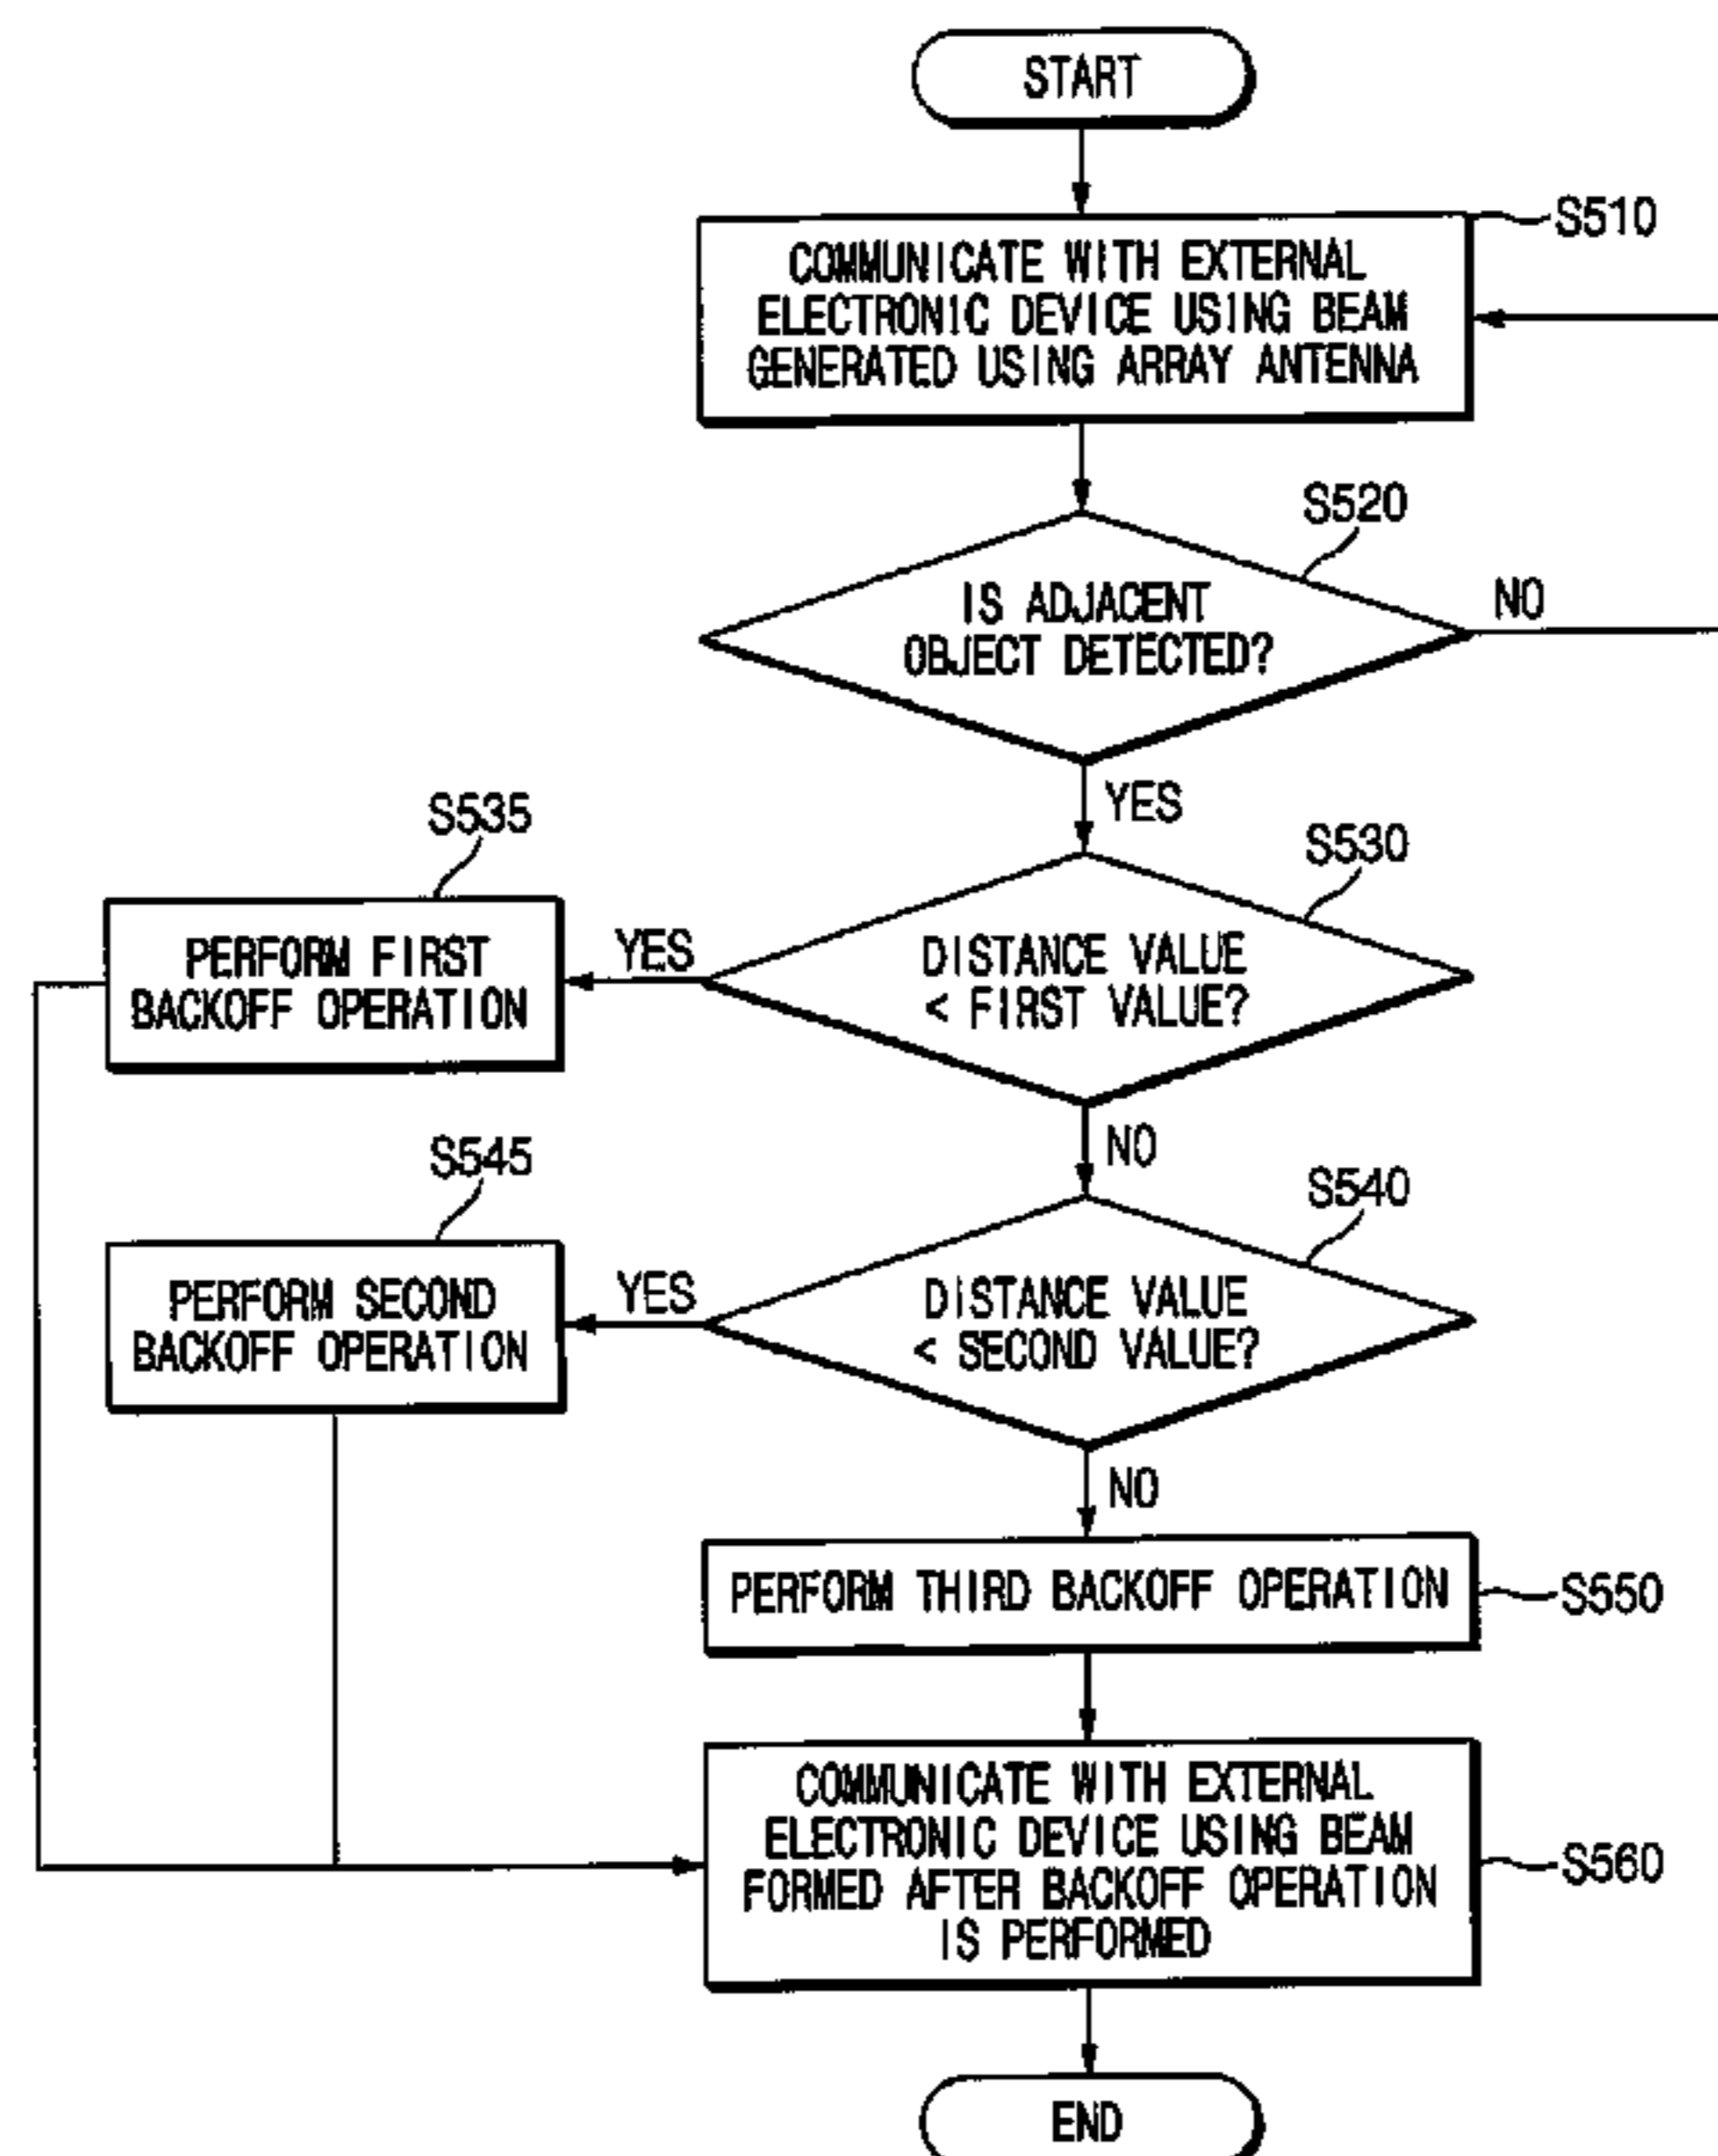 START
S510
COMMUNICATE WITH EXTERNAL
ELECTRONIC DEVICE USING BEAM
GENERATED USING ARRAY ANTENNA
S520
IS ADJACENT
OBJECT DETECTED?
NO
YES
S535
S530
PERFORM FIRST
BACKOFF OPERATION
YES
DISTANCE VALUE
< FIRST VALUE?
NO
S545
S540
PERFORM SECOND
BACKOFF OPERATION
YES
DISTANCE VALUE
< SECOND VALUE?
NO
PERFORM THIRD BACKOFF OPERATION
S550
COMMUNICATE WITH EXTERNAL
ELECTRONIC DEVICE USING BEAM
FORMED AFTER BACKOFF OPERATION
IS PERFORMED
S560
END